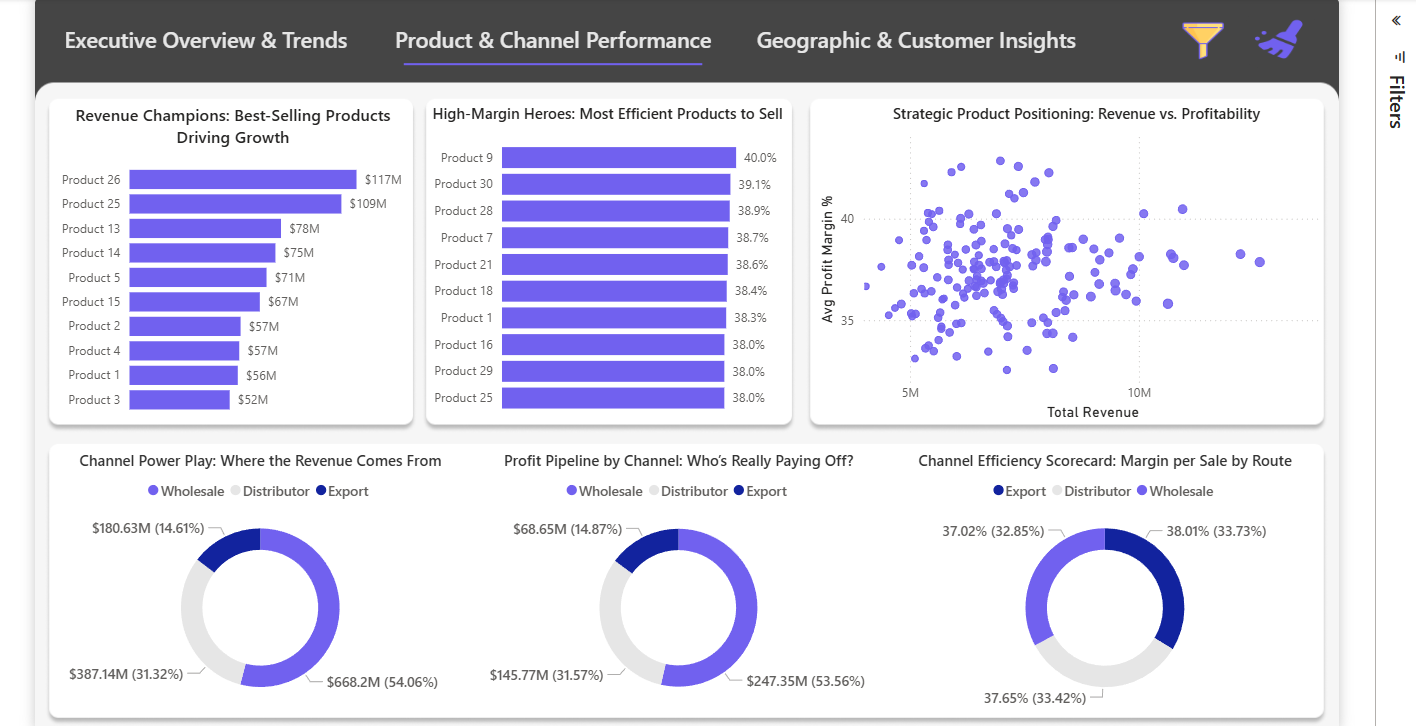 Executive Overview & Trends
Product & Channel Performance
Geographic & Customer Insights
Filters
Revenue Champions: Best-Selling Products
Driving Growth
Product 26 $117M
Product 25 $109M
Product 13 $78M
Product 14 $75M
Product 5 $71M
Product 15 $67M
Product 2 $57M
Product 4 $57M
Product 1 $56M
Product 3 $52M
High-Margin Heroes: Most Efficient Products to Sell
Product 9 40.0%
Product 30 39.1%
Product 28 38.9%
Product 7 38.7%
Product 21 38.6%
Product 18 38.4%
Product 1 38.3%
Product 16 38.0%
Product 29 38.0%
Product 25 38.0%
Strategic Product Positioning: Revenue vs. Profitability
Avg Profit Margin %
40
35
5M 10M
Total Revenue
Channel Power Play: Where the Revenue Comes From
Wholesale Distributor Export
$180.63M (14.61%)
$387.14M (31.32%)
$668.2M (54.06%)
Profit Pipeline by Channel: Who's Really Paying Off?
Wholesale Distributor Export
$68.65M (14.87%)
$145.77M (31.57%)
$247.35M (53.56%)
Channel Efficiency Scorecard: Margin per Sale by Route
Export Distributor Wholesale
37.02% (32.85%)
38.01% (33.73%)
37.65% (33.42%)